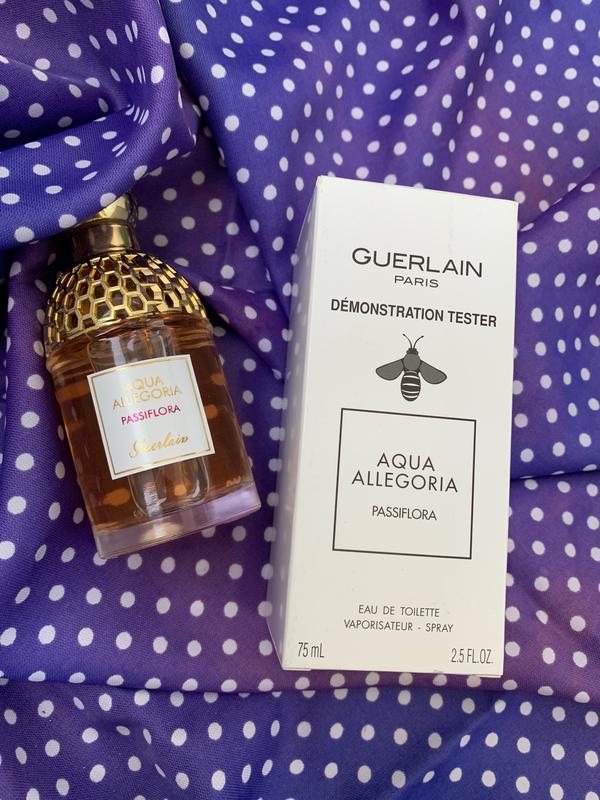 AQUA
ALLEGORIA
PASSIFLORA
Guerlain
GUERLAIN
PARIS
DÉMONSTRATION TESTER
AQUA
ALLEGORIA
PASSIFLORA
EAU DE TOILETTE
VAPORISATEUR - SPRAY
75 mL
2.5 FL.OZ.